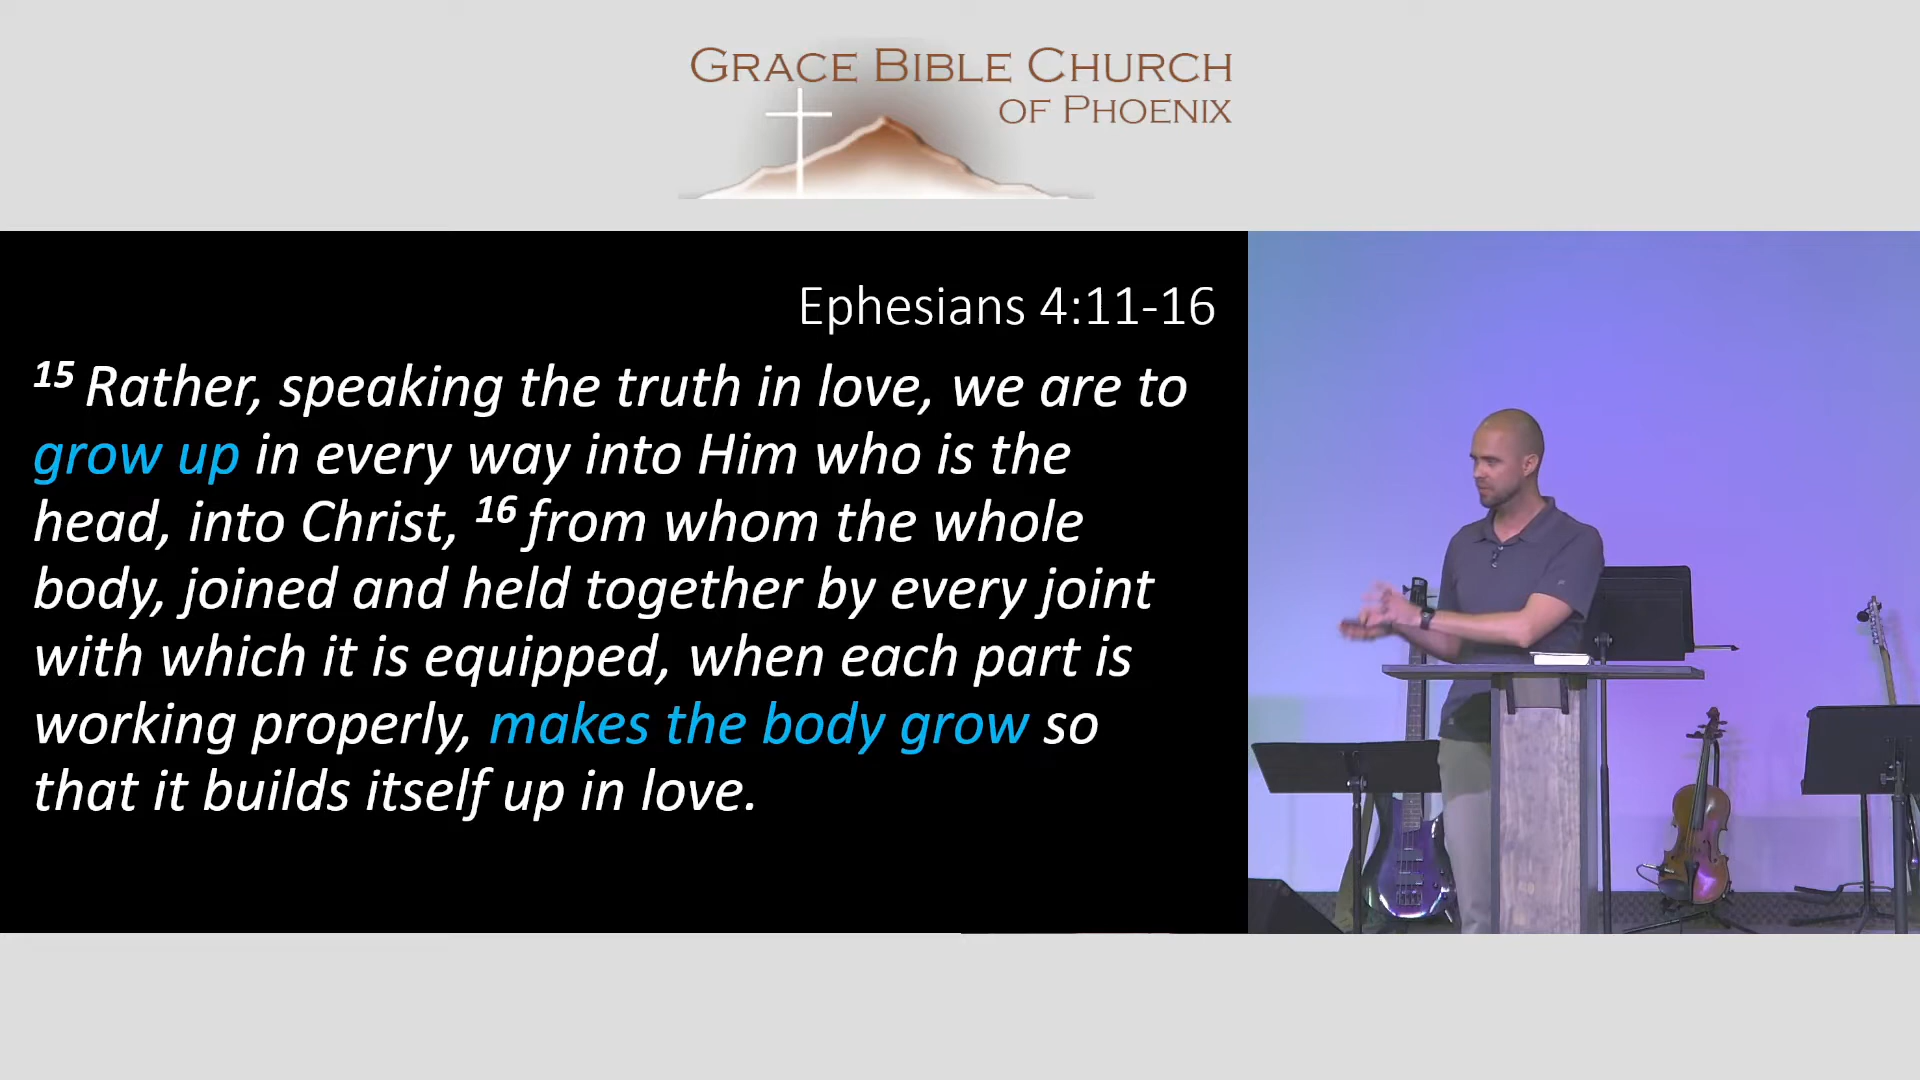 GRACE BIBLE CHURCH
OF PHOENIX
Ephesians 4:11-16
15 Rather, speaking the truth in love, we are to
grow up in every way into Him who is the
head, into Christ, 16 from whom the whole
body, joined and held together by every joint
with which it is equipped, when each part is
working properly, makes the body grow so
that it builds itself up in love.